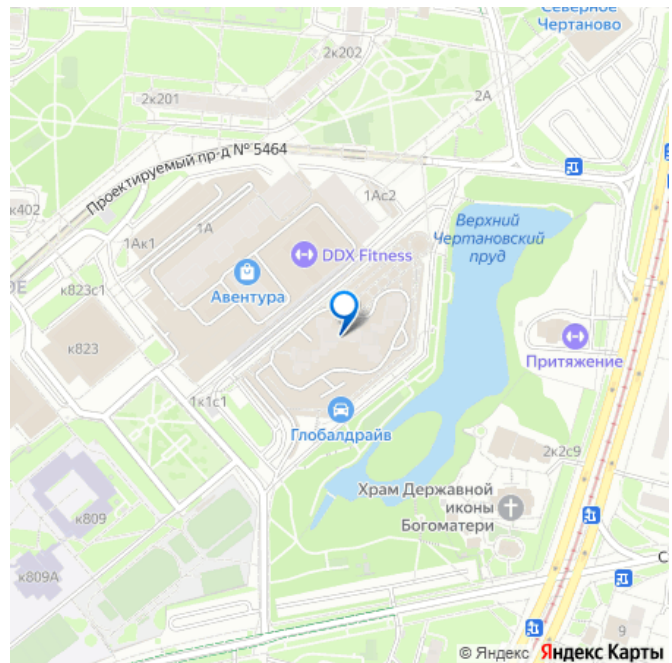 Северное
Чертаново
2к202
2к201
2А
Проектируемый пр-д № 5464
к402
1Ас2
1Ак1
1А
Верхний
Чертановский
пруд
DDX Fitness
к823с1
Авентура
к823
Притяжение
1к1с1
Глобалдрайв
2к2с9
Храм Державной
иконы
Богоматери
к809
к809А
9
© Яндекс Яндекс Карты